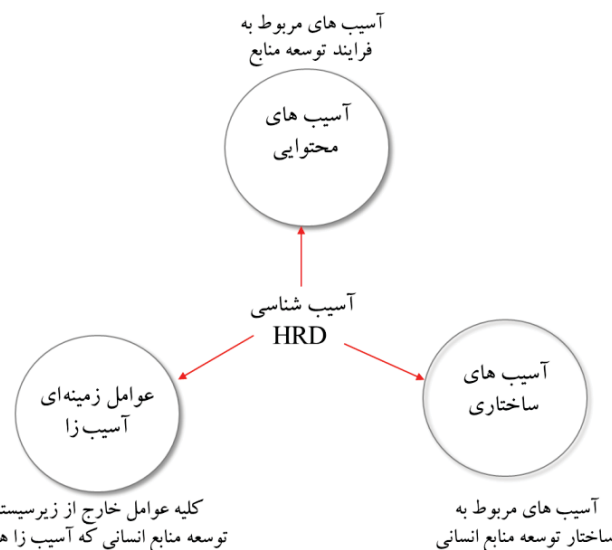 آسیب های مربوط به
فرایند توسعه منابع
آسیب های
محتوایی
آسیب شناسی
HRD
آسیب های
ساختاری
عوامل زمینه‌ای
آسیب‌زا
آسیب های مربوط به
ساختار توسعه منابع انسانی
کلیه عوامل خارج از
توسعه منابع انسانی که آسیب زا